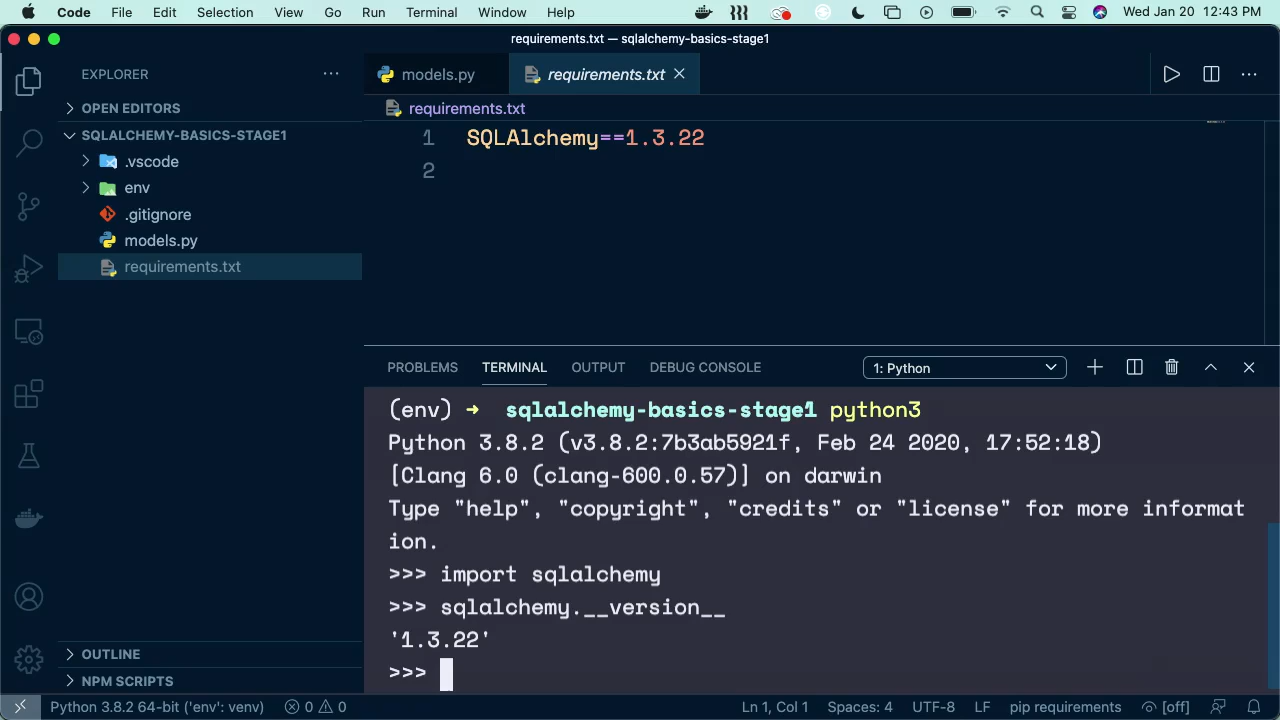 Code File Edit Selection View Go Run Terminal Window Help Wed Jan 20 12:43 PM
requirements.txt — sqlalchemy-basics-stage1
EXPLORER
OPEN EDITORS
SQLALCHEMY-BASICS-STAGE1
.vscode
env
.gitignore
models.py
requirements.txt
OUTLINE
NPM SCRIPTS
models.py requirements.txt
requirements.txt
1 SQLAlchemy==1.3.22
2
PROBLEMS TERMINAL OUTPUT DEBUG CONSOLE 1: Python
(env) → sqlalchemy-basics-stage1 python3
Python 3.8.2 (v3.8.2:7b3ab5921f, Feb 24 2020, 17:52:18)
[Clang 6.0 (clang-600.0.57)] on darwin
Type "help", "copyright", "credits" or "license" for more informat
ion.
>>> import sqlalchemy
>>> sqlalchemy.__version__
'1.3.22'
>>>
Python 3.8.2 64-bit ('env': venv) 0 0 Ln 1, Col 1 Spaces: 4 UTF-8 LF pip requirements [off]